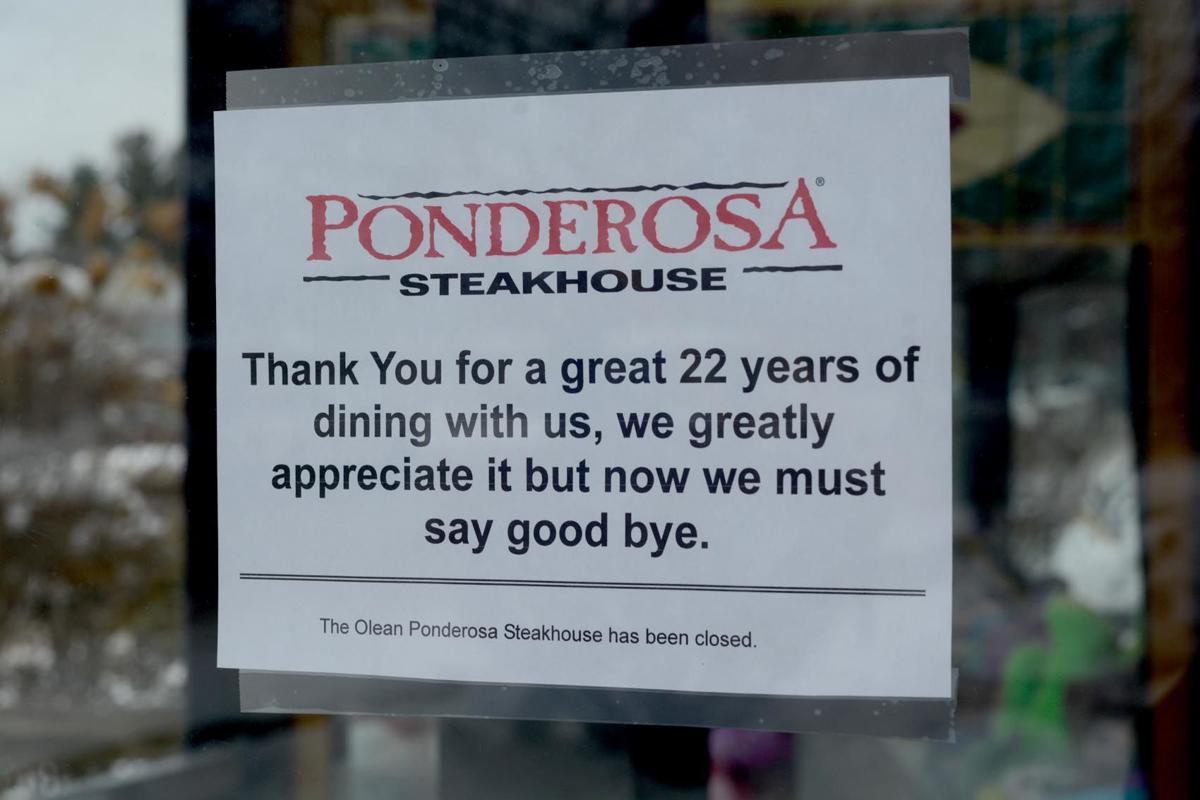 PONDEROSA®
STEAKHOUSE
Thank You for a great 22 years of
dining with us, we greatly
appreciate it but now we must
say good bye.
The Olean Ponderosa Steakhouse has been closed.